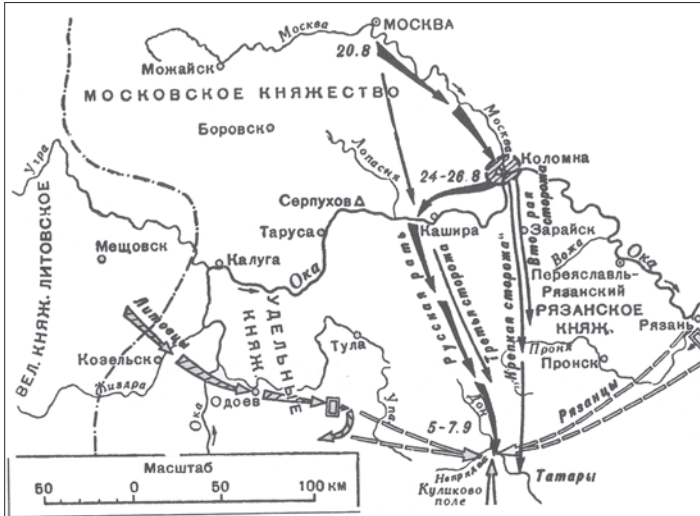 МОСКВА
Москва
20.8
Можайск
МОСКОВСКОЕ КНЯЖЕСТВО
Москва
Боровск
Лопасня
Угра
24-26.8
Коломна
Серпухов
Кашира
Таруса
Зарайск
Вторая
сторожа
"Крепкая сторожа"
Вожа
Ока
Мещовск
Калуга
Ока
Переяславль-
Рязанский
РЯЗАНСКОЕ
КНЯЖ.
Рязань
ВЕЛ. КНЯЖ. ЛИТОВСКОЕ
Литовцы
УДЕЛЬНЫЕ
КНЯЖ.
Тула
Русская рать
Третья сторожа
Проня
Пронск
Козельск
Жиздра
Одоев
Ока
Упа
Дон
5-7.9
Рязанцы
Непрядва
Куликово
поле
Татары
Масштаб
60 0 50 100 км